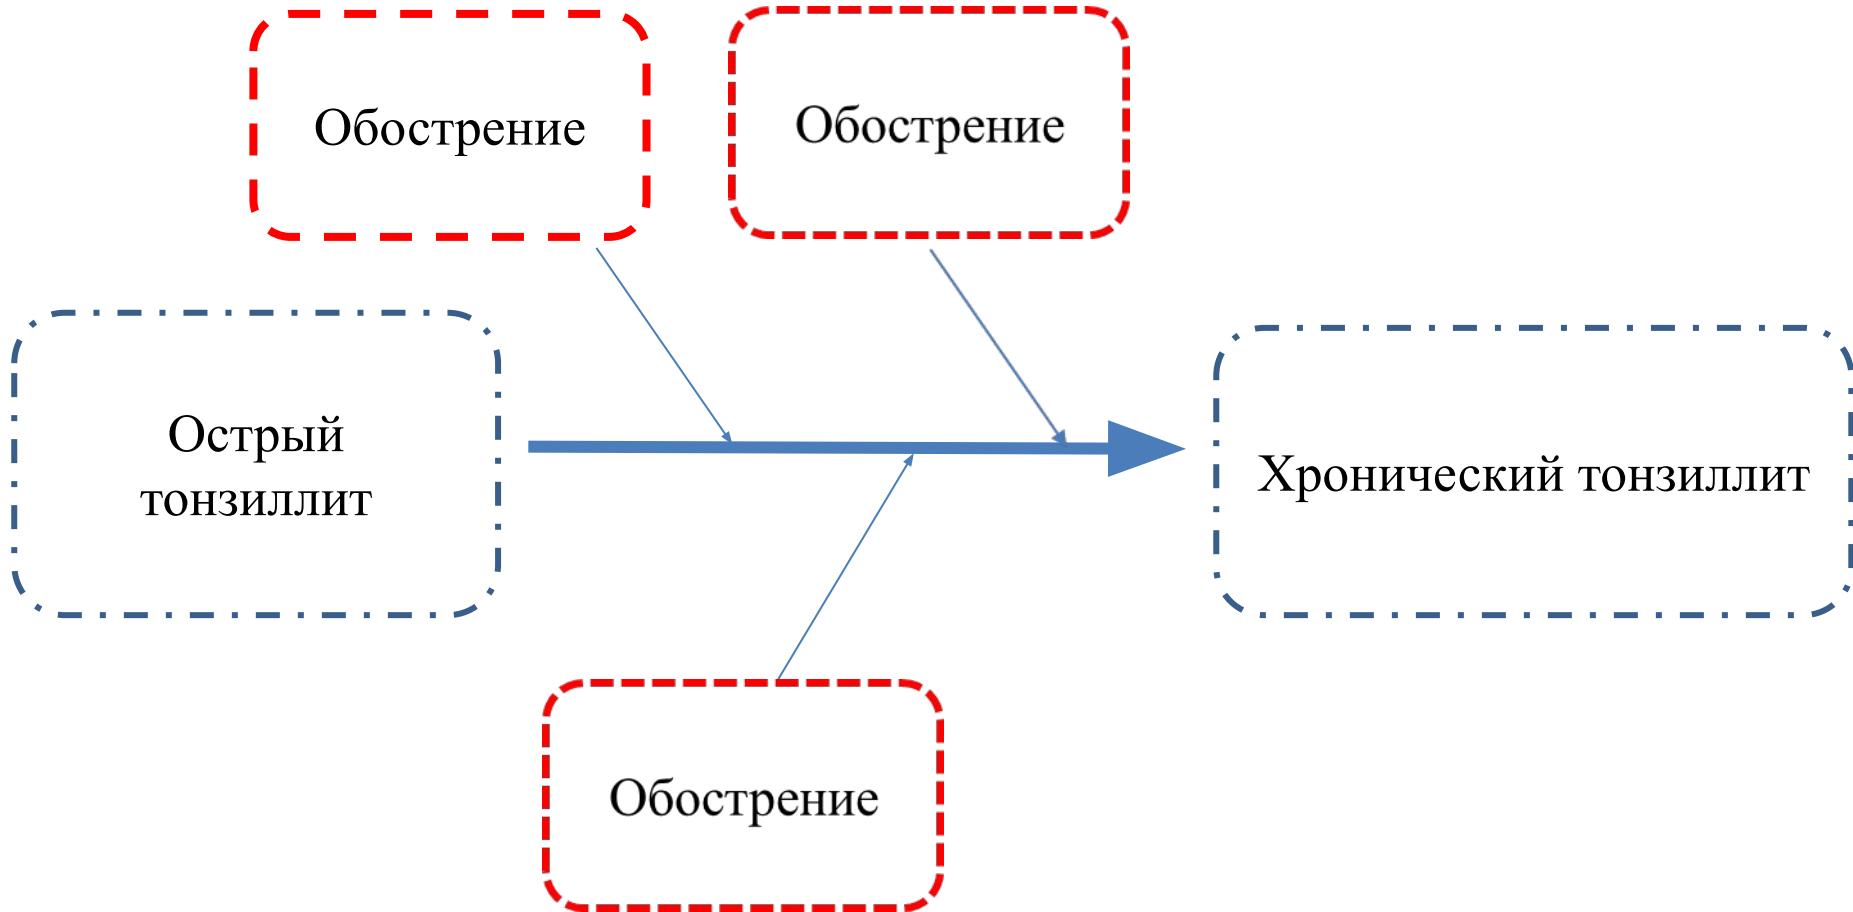 Обострение
Обострение
Острый
тонзиллит
Хронический тонзиллит
Обострение